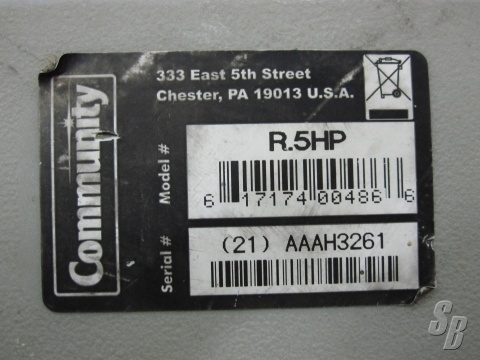 Community
333 East 5th Street
Chester, PA 19013 U.S.A.
Model #
R.5HP
6 17174 00486 6
Serial #
(21) AAAH3261
SB